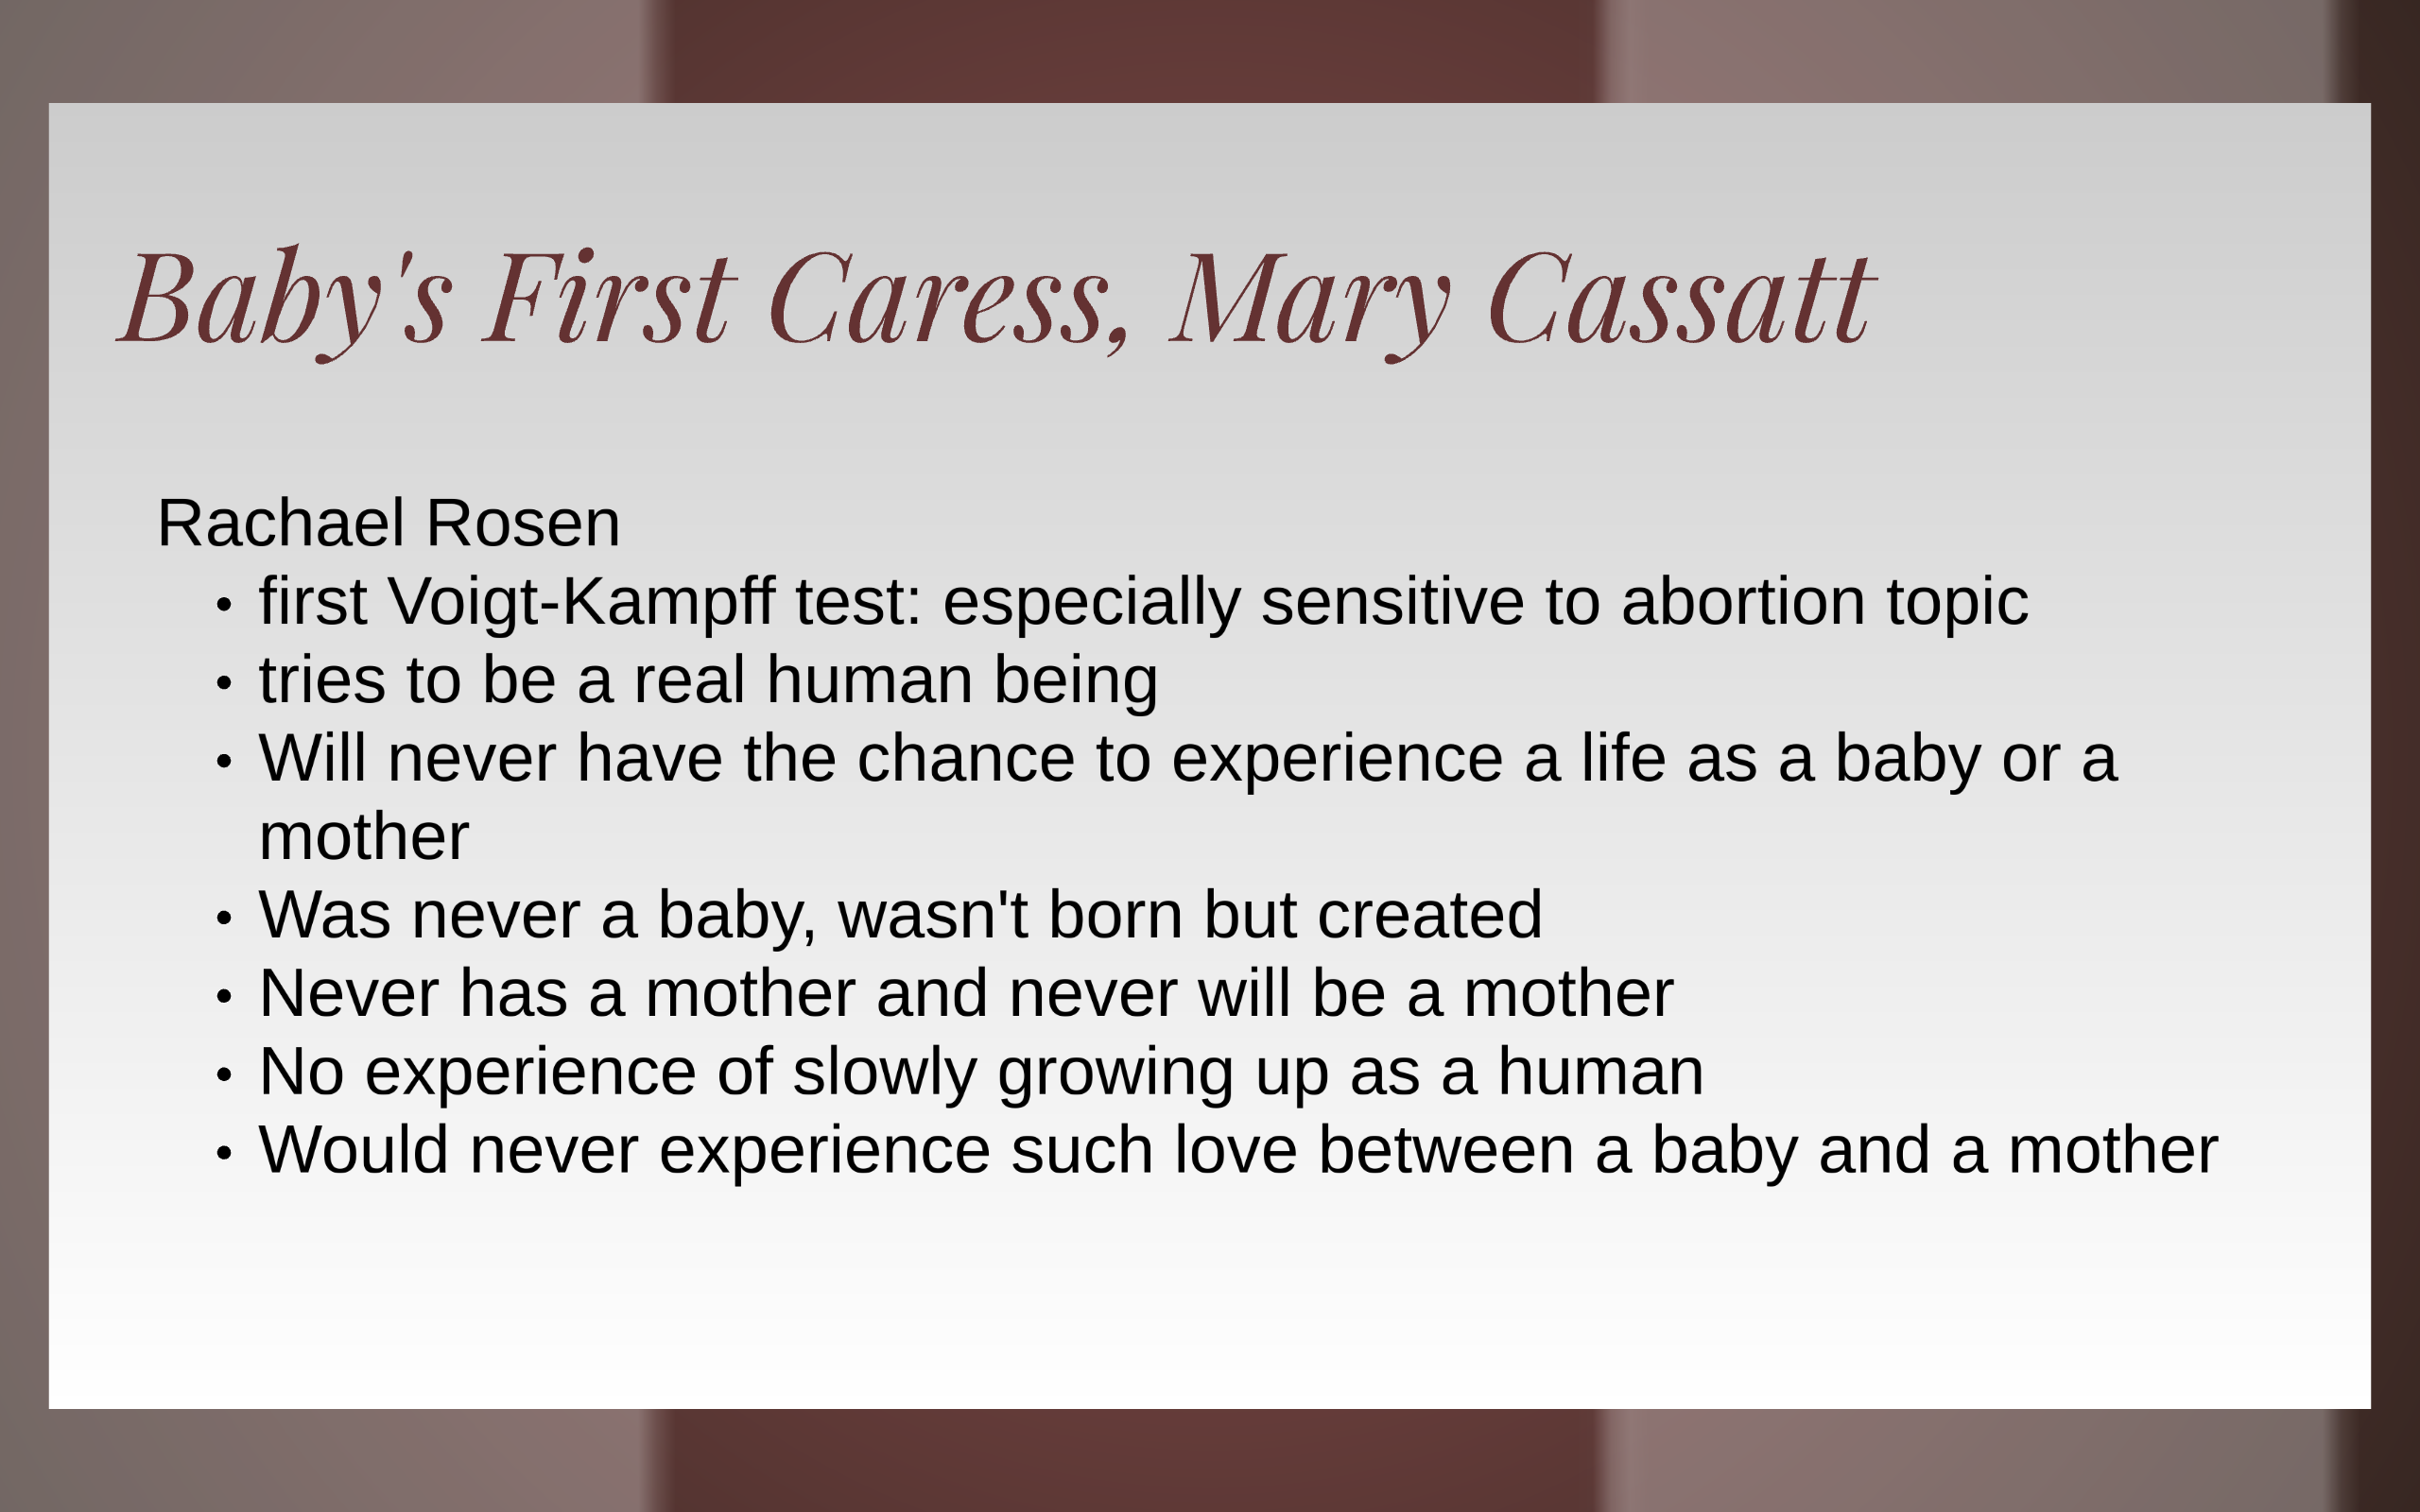 Baby's First Caress, Mary Cassatt
Rachael Rosen
• first Voigt-Kampff test: especially sensitive to abortion topic
• tries to be a real human being
• Will never have the chance to experience a life as a baby or a
mother
• Was never a baby, wasn't born but created
• Never has a mother and never will be a mother
• No experience of slowly growing up as a human
• Would never experience such love between a baby and a mother